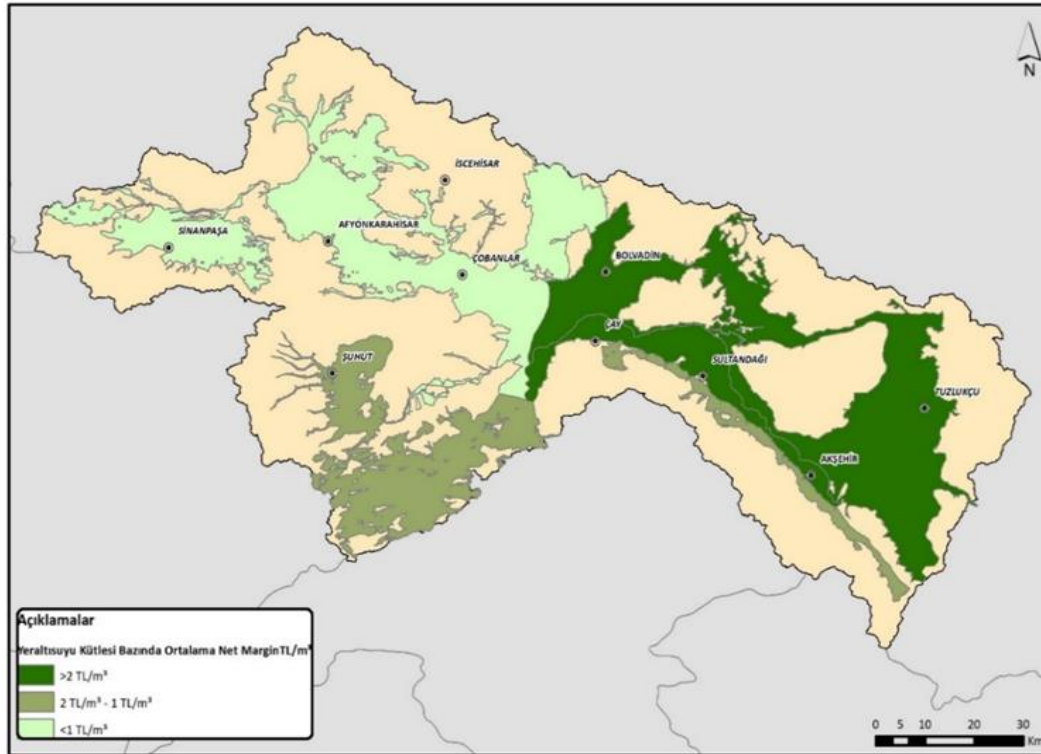 N
İSCEHİSAR
AFYONKARAHİSAR
SİNANPAŞA
ÇOBANLAR
BOLVADİN
ÇAY
ŞUHUT
SULTANDAĞI
TUZLUKÇU
AKŞEHİR
Açıklamalar
Yeraltısuyu Kütlesi Bazında Ortalama Net MarginTL/m³
>2 TL/m³
2 TL/m³ - 1 TL/m³
<1 TL/m³
0 5 10 20 30
Km